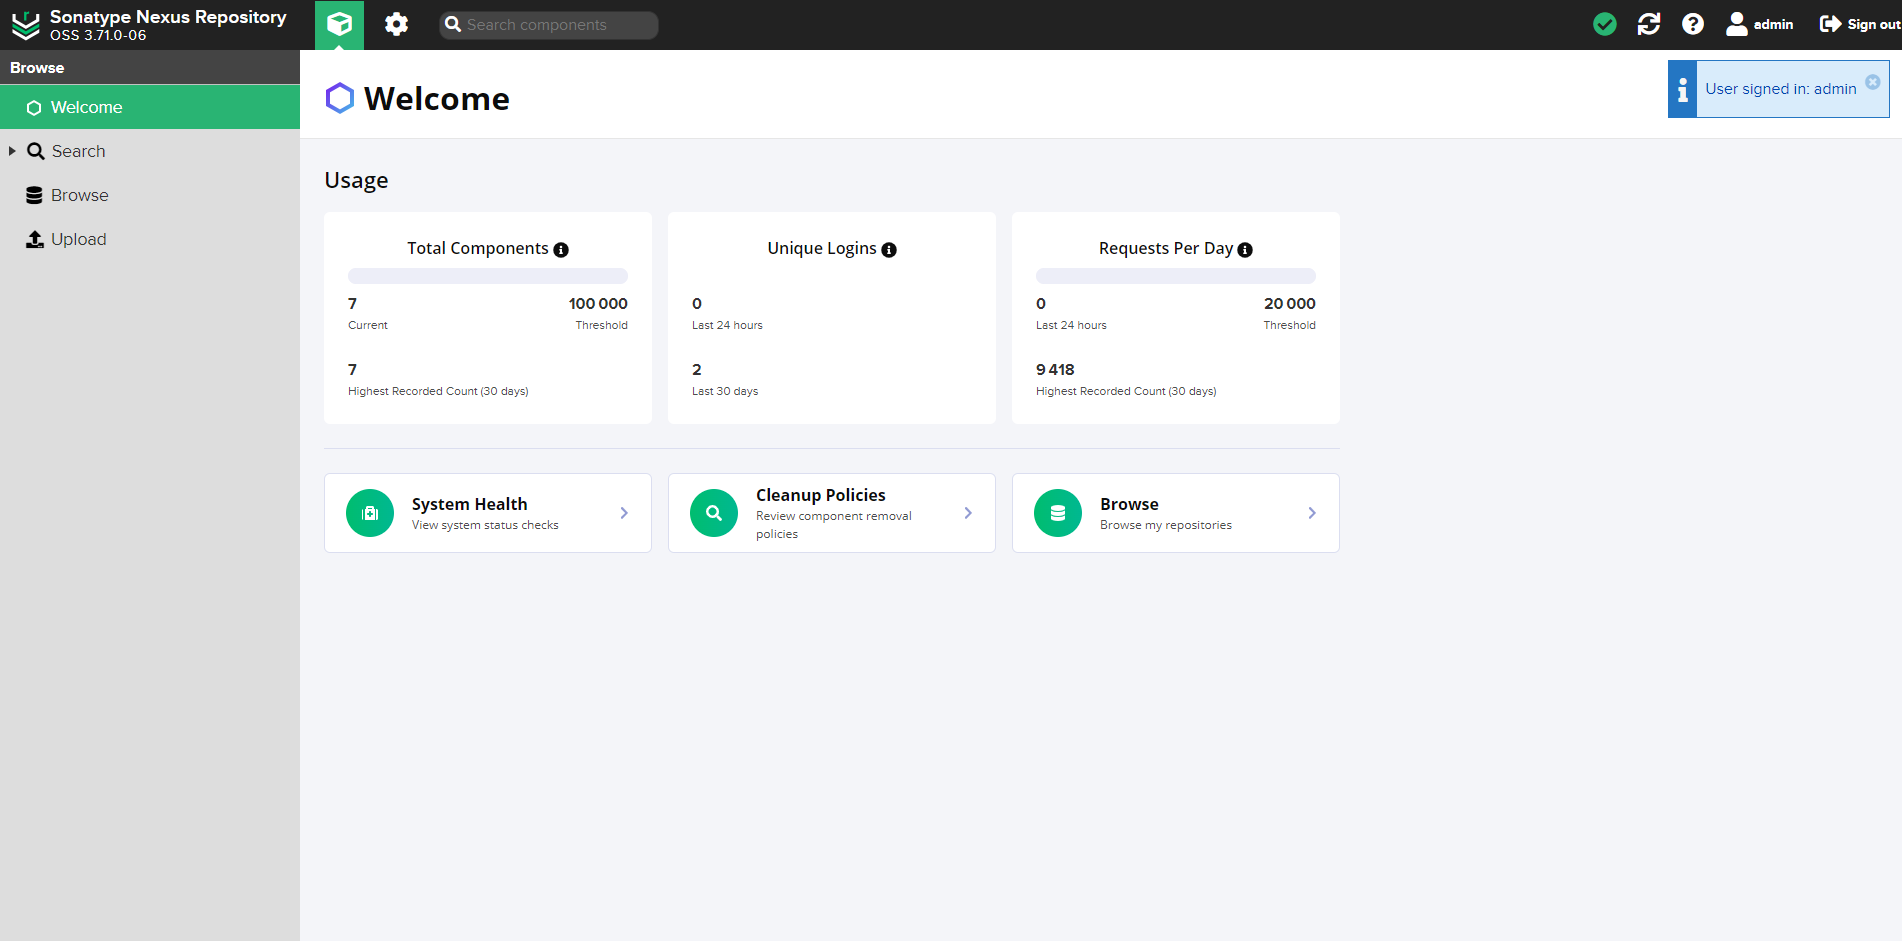 Sonatype Nexus Repository
OSS 3.71.0-06
Search components
admin
Sign out
Browse
Welcome
Search
Browse
Upload
Welcome
User signed in: admin
Usage
Total Components
7 100 000
Current Threshold
7
Highest Recorded Count (30 days)
Unique Logins
0
Last 24 hours
2
Last 30 days
Requests Per Day
0 20 000
Last 24 hours Threshold
9 418
Highest Recorded Count (30 days)
System Health
View system status checks
Cleanup Policies
Review component removal
policies
Browse
Browse my repositories